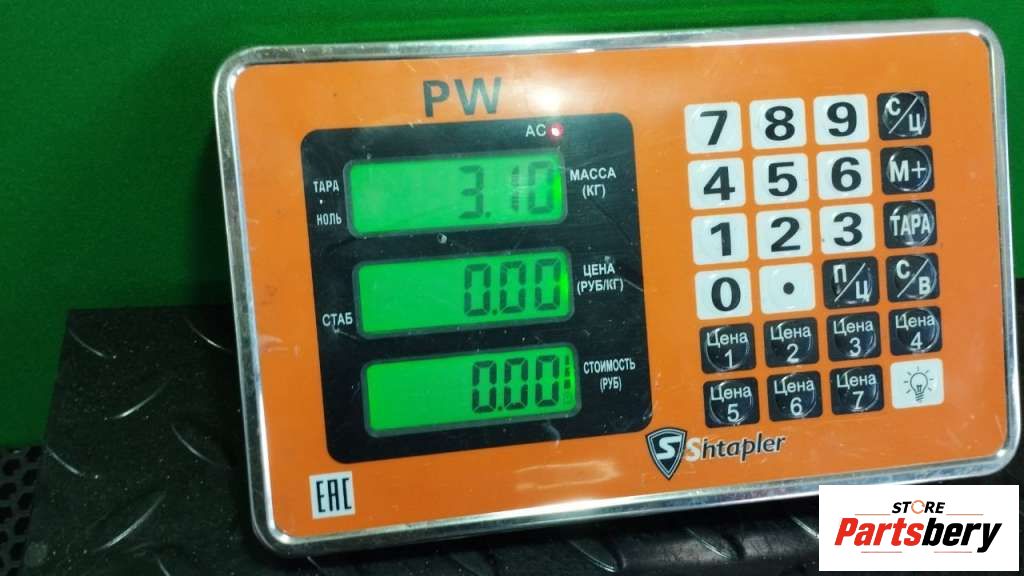 PW
AC
ТАРА
НОЛЬ
3.10
МАССА
(КГ)
0.00
ЦЕНА
(РУБ/КГ)
СТАБ
0.00
СТОИМОСТЬ
(РУБ)
7 8 9 С/Ц
4 5 6 М+
1 2 3 ТАРА
0 . П/Ц С/В
Цена 1 Цена 2 Цена 3 Цена 4
Цена 5 Цена 6 Цена 7
S Shtapler
EAC
STORE
Partsbery